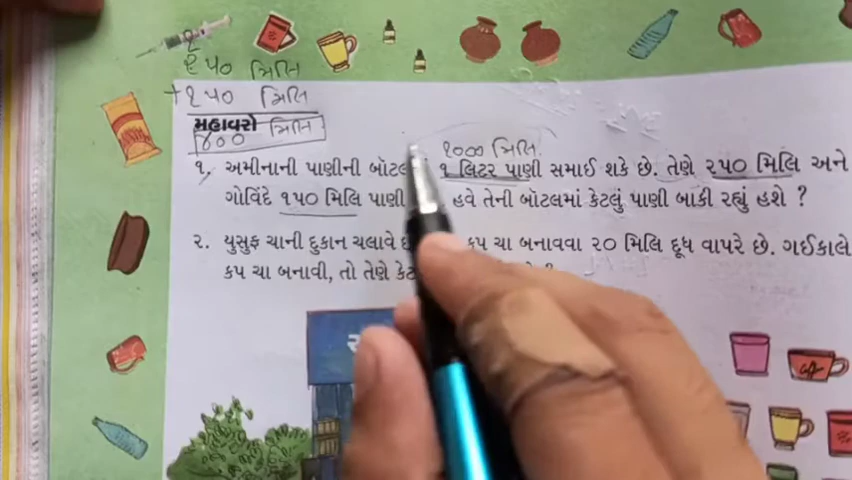 ૨૫૦ મિલિ
+૧૫૦ મિલિ
મહાવરો
૪૦૦ મિલિ
૧૦૦૦ મિલિ
૧. અમીનાની પાણીની બૉટલમાં ૧ લિટર પાણી સમાઈ શકે છે. તેણે ૨૫૦ મિલિ અને
ગોવિંદે ૧૫૦ મિલિ પાણી હવે તેની બૉટલમાં કેટલું પાણી બાકી રહ્યું હશે ?
૨. યુસુફ ચાની દુકાન ચલાવે કપ ચા બનાવવા ૨૦ મિલિ દૂધ વાપરે છે. ગઈકાલે
કપ ચા બનાવી, તો તેણે